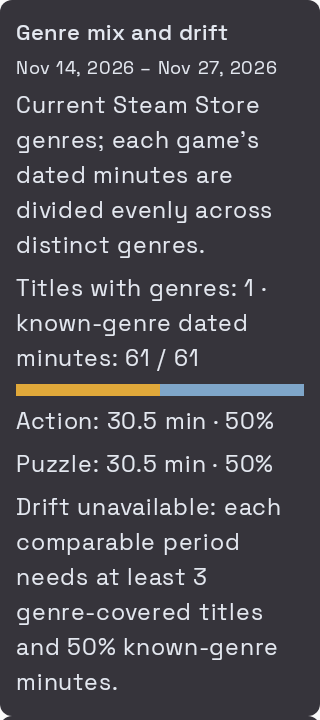 Genre mix and drift
Nov 14, 2026 – Nov 27, 2026
Current Steam Store
genres; each game's
dated minutes are
divided evenly across
distinct genres.
Titles with genres: 1 ·
known-genre dated
minutes: 61 / 61
Action: 30.5 min · 50%
Puzzle: 30.5 min · 50%
Drift unavailable: each
comparable period
needs at least 3
genre-covered titles
and 50% known-genre
minutes.